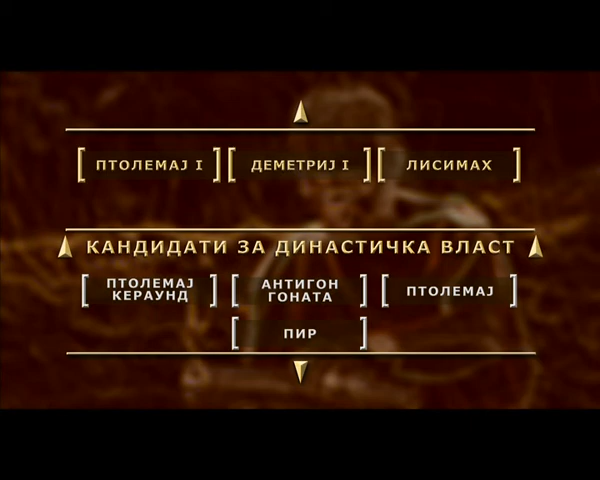 ПТОЛЕМАЈ I ДЕМЕТРИЈ I ЛИСИМАХ
КАНДИДАТИ ЗА ДИНАСТИЧКА ВЛАСТ
ПТОЛЕМАЈ
КЕРАУНД
АНТИГОН
ГОНАТА
ПТОЛЕМАЈ
ПИР